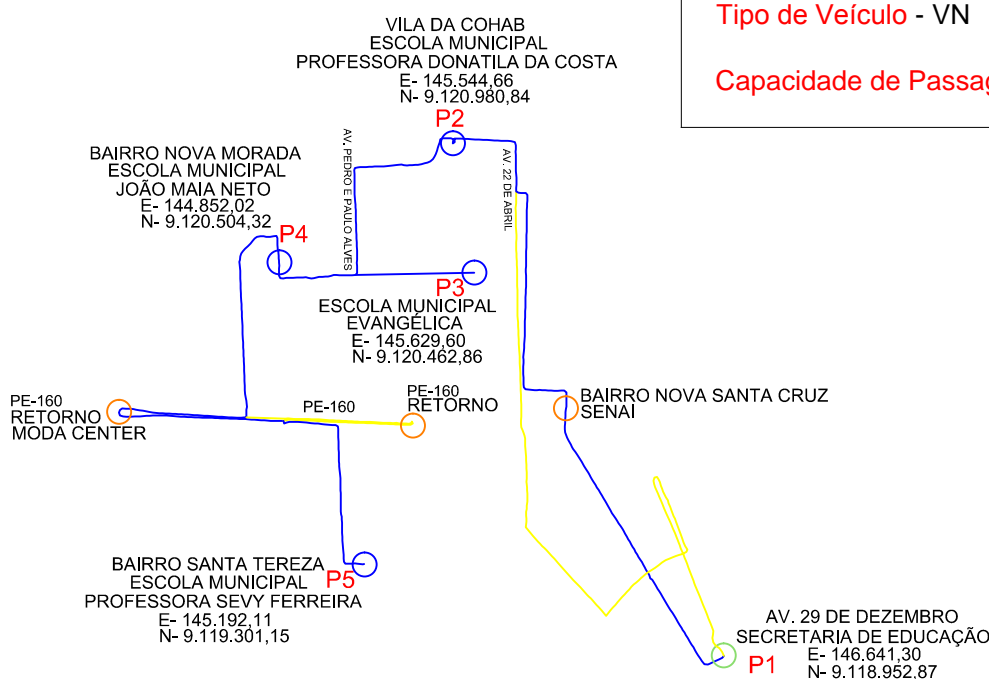 Tipo de Veículo - VN
Capacidade de Passag
VILA DA COHAB
ESCOLA MUNICIPAL
PROFESSORA DONATILA DA COSTA
E- 145.544,66
N- 9.120.980,84
P2
BAIRRO NOVA MORADA
ESCOLA MUNICIPAL
JOÃO MAIA NETO
E- 144.852,02
N- 9.120.504,32
P4
AV. PEDRO E PAULO ALVES
AV. 22 DE ABRIL
P3
ESCOLA MUNICIPAL
EVANGÉLICA
E- 145.629,60
N- 9.120.462,86
PE-160
RETORNO
MODA CENTER
PE-160
PE-160
RETORNO
BAIRRO NOVA SANTA CRUZ
SENAI
BAIRRO SANTA TEREZA
ESCOLA MUNICIPAL
PROFESSORA SEVY FERREIRA
E- 145.192,11
N- 9.119.301,15
P5
AV. 29 DE DEZEMBRO
SECRETARIA DE EDUCAÇÃO
E- 146.641,30
N- 9.118.952,87
P1